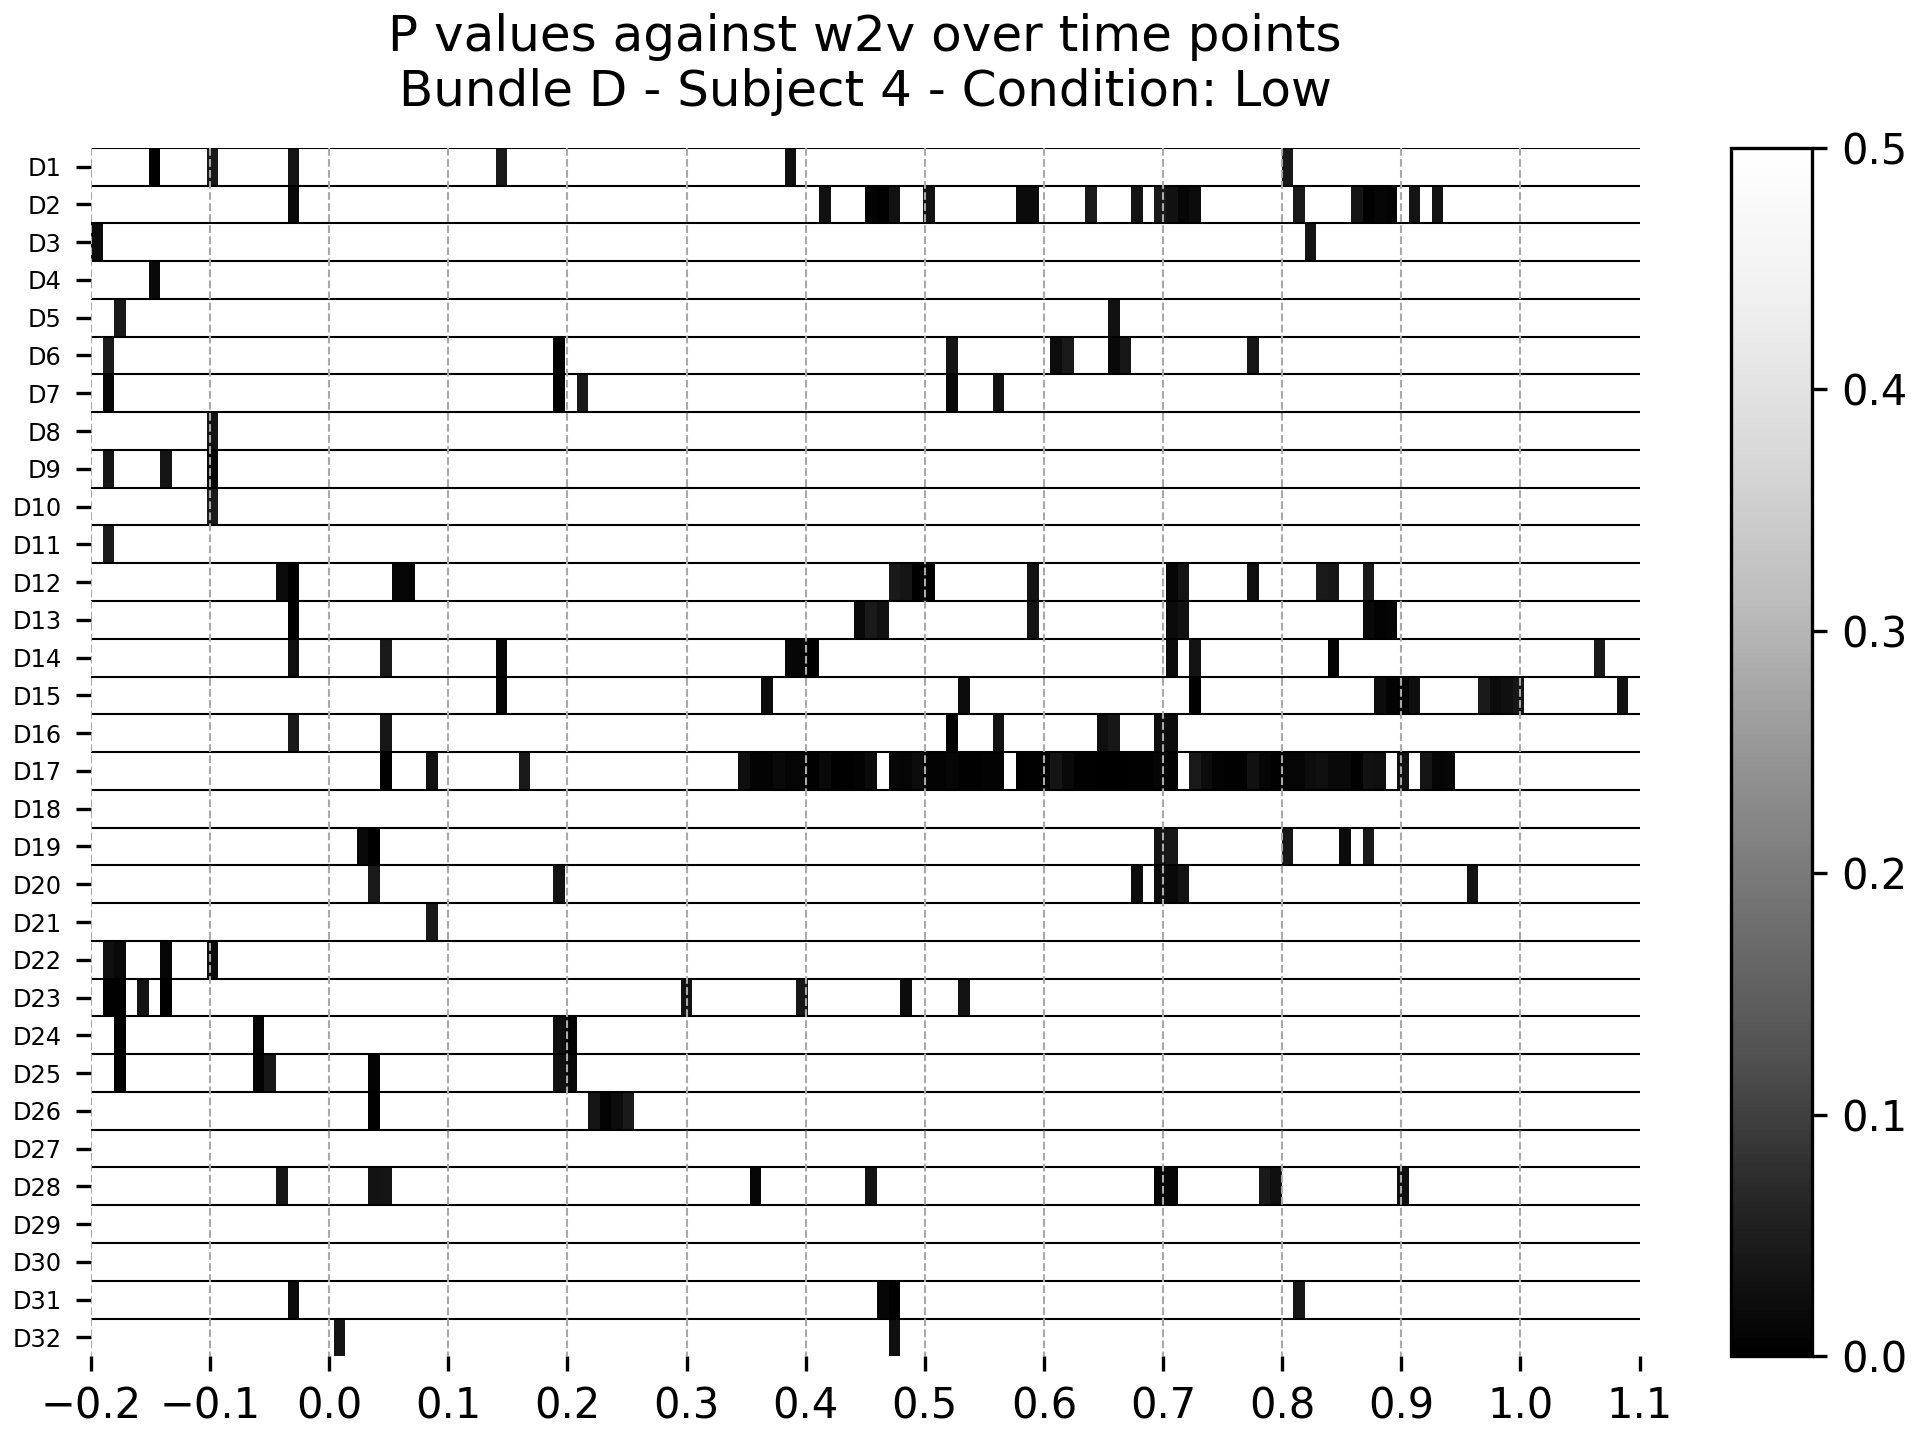 P values against w2v over time points
Bundle D - Subject 4 - Condition: Low
D1
D2
D3
D4
D5
D6
D7
D8
D9
D10
D11
D12
D13
D14
D15
D16
D17
D18
D19
D20
D21
D22
D23
D24
D25
D26
D27
D28
D29
D30
D31
D32
−0.2 −0.1 0.0 0.1 0.2 0.3 0.4 0.5 0.6 0.7 0.8 0.9 1.0 1.1
0.5
0.4
0.3
0.2
0.1
0.0